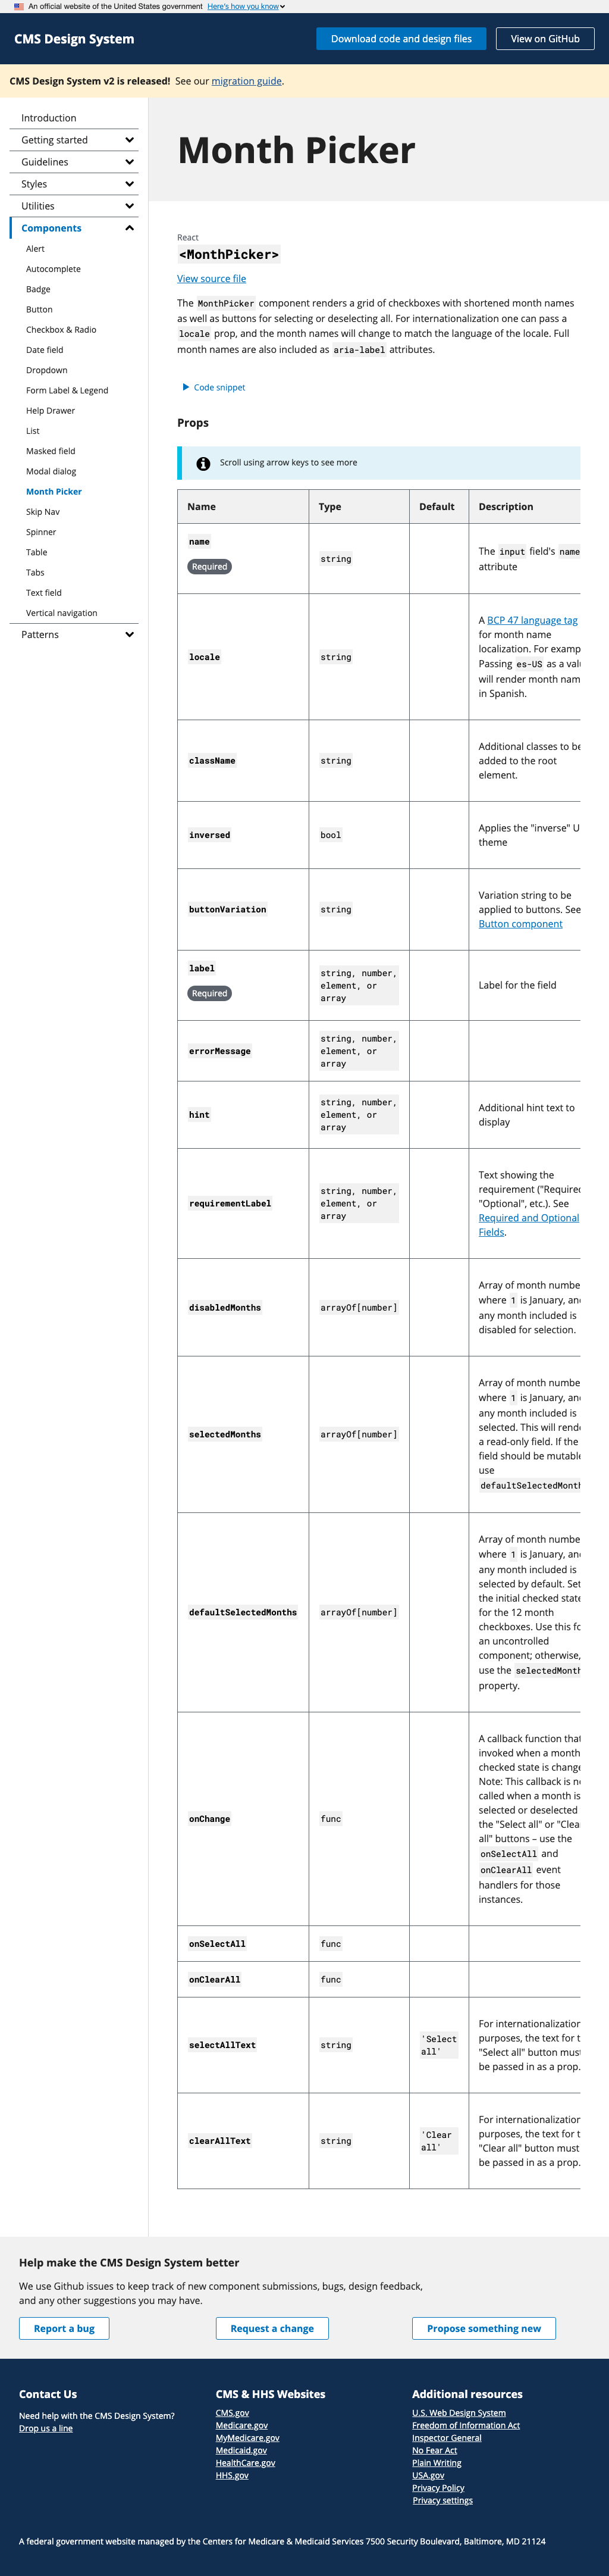 An official website of the United States government Here's how you know
CMS Design System
Download code and design files
View on GitHub
CMS Design System v2 is released! See our migration guide.
Introduction
Getting started
Guidelines
Styles
Utilities
Components
Alert
Autocomplete
Badge
Button
Checkbox & Radio
Date field
Dropdown
Form Label & Legend
Help Drawer
List
Masked field
Modal dialog
Month Picker
Skip Nav
Spinner
Table
Tabs
Text field
Vertical navigation
Patterns
Month Picker
React
<MonthPicker>
View source file
The MonthPicker component renders a grid of checkboxes with shortened month names
as well as buttons for selecting or deselecting all. For internationalization one can pass a
locale prop, and the month names will change to match the language of the locale. Full
month names are also included as aria-label attributes.
Code snippet
Props
Scroll using arrow keys to see more
Name Type Default Description
name
Required
string
The input field's name
attribute
locale
string
A BCP 47 language tag
for month name
localization. For examp
Passing es-US as a valu
will render month nam
in Spanish.
className
string
Additional classes to be
added to the root
element.
inversed
bool
Applies the "inverse" U
theme
buttonVariation
string
Variation string to be
applied to buttons. See
Button component
label
Required
string, number,
element, or
array
Label for the field
errorMessage
string, number,
element, or
array
hint
string, number,
element, or
array
Additional hint text to
display
requirementLabel
string, number,
element, or
array
Text showing the
requirement ("Required
"Optional", etc.). See
Required and Optional
Fields.
disabledMonths
arrayOf[number]
Array of month numbe
where 1 is January, and
any month included is
disabled for selection.
selectedMonths
arrayOf[number]
Array of month numbe
where 1 is January, and
any month included is
selected. This will rende
a read-only field. If the
field should be mutable
use
defaultSelectedMonth
defaultSelectedMonths
arrayOf[number]
Array of month numbe
where 1 is January, and
any month included is
selected by default. Set
the initial checked state
for the 12 month
checkboxes. Use this fo
an uncontrolled
component; otherwise,
use the selectedMonth
property.
onChange
func
A callback function that
invoked when a month
checked state is change
Note: This callback is no
called when a month is
selected or deselected
the "Select all" or "Clea
all" buttons – use the
onSelectAll and
onClearAll event
handlers for those
instances.
onSelectAll
func
onClearAll
func
selectAllText
string
'Select
all'
For internationalization
purposes, the text for t
"Select all" button must
be passed in as a prop.
clearAllText
string
'Clear
all'
For internationalization
purposes, the text for t
"Clear all" button must
be passed in as a prop.
Help make the CMS Design System better
We use Github issues to keep track of new component submissions, bugs, design feedback,
and any other suggestions you may have.
Report a bug
Request a change
Propose something new
Contact Us
Need help with the CMS Design System?
Drop us a line
CMS & HHS Websites
CMS.gov
Medicare.gov
MyMedicare.gov
Medicaid.gov
HealthCare.gov
HHS.gov
Additional resources
U.S. Web Design System
Freedom of Information Act
Inspector General
No Fear Act
Plain Writing
USA.gov
Privacy Policy
Privacy settings
A federal government website managed by the Centers for Medicare & Medicaid Services 7500 Security Boulevard, Baltimore, MD 21124